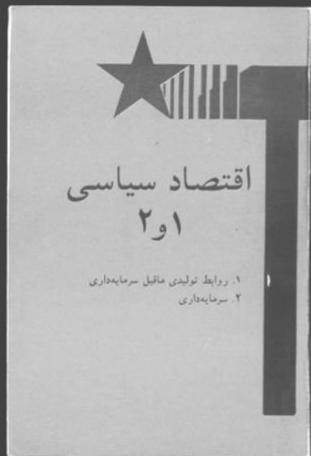 اقتصاد سیاسی
۱و۲
۱. روابط تولیدی ماقبل سرمایه‌داری
۲. سرمایه‌داری